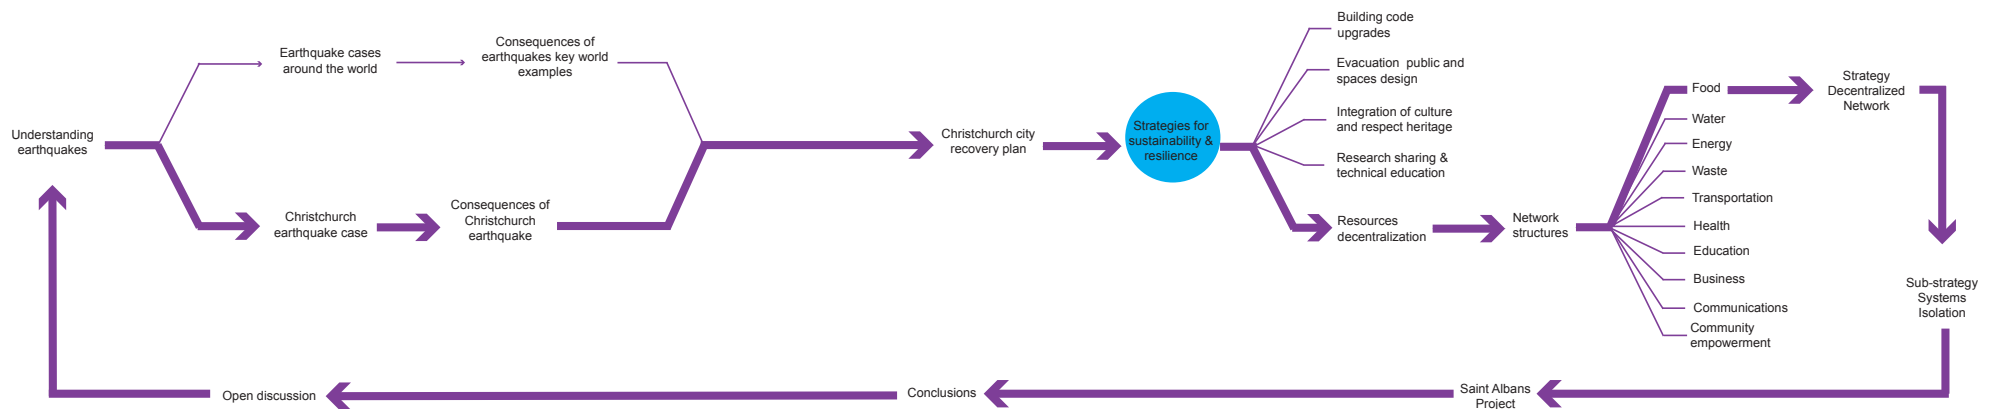 Understanding
earthquakes
Earthquake cases
around the world
Consequences of
earthquakes key world
examples
Christchurch
earthquake case
Consequences of
Christchurch
earthquake
Christchurch city
recovery plan
Strategies for
sustainability &
resilience
Building code
upgrades
Evacuation public and
spaces design
Integration of culture
and respect heritage
Research sharing &
technical education
Resources
decentralization
Network
structures
Food
Water
Energy
Waste
Transportation
Health
Education
Business
Communications
Community
empowerment
Strategy
Decentralized
Network
Sub-strategy
Systems
Isolation
Saint Albans
Project
Conclusions
Open discussion